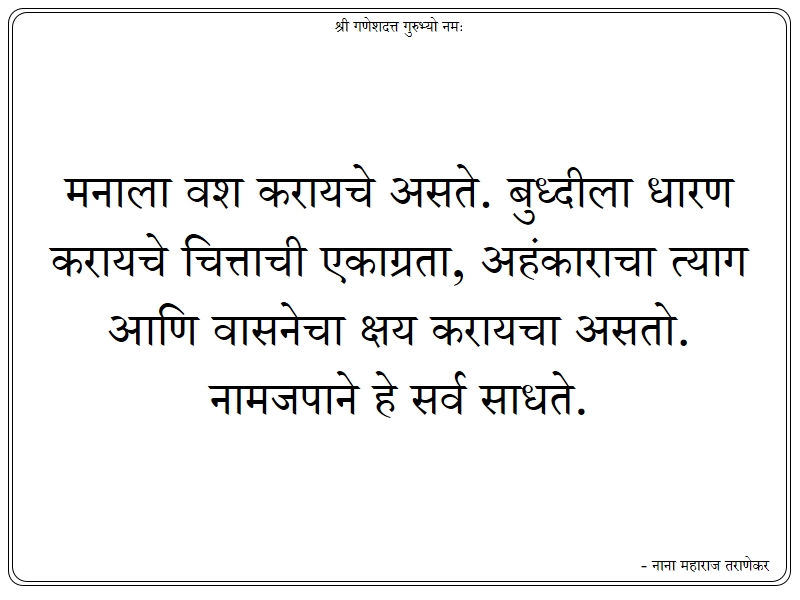 श्री गणेशदत्त गुरुभ्यो नमः
मनाला वश करायचे असते. बुध्दीला धारण
करायचे चित्ताची एकाग्रता, अहंकाराचा त्याग
आणि वासनेचा क्षय करायचा असतो.
नामजपाने हे सर्व साधते.
- नाना महाराज तराणेकर